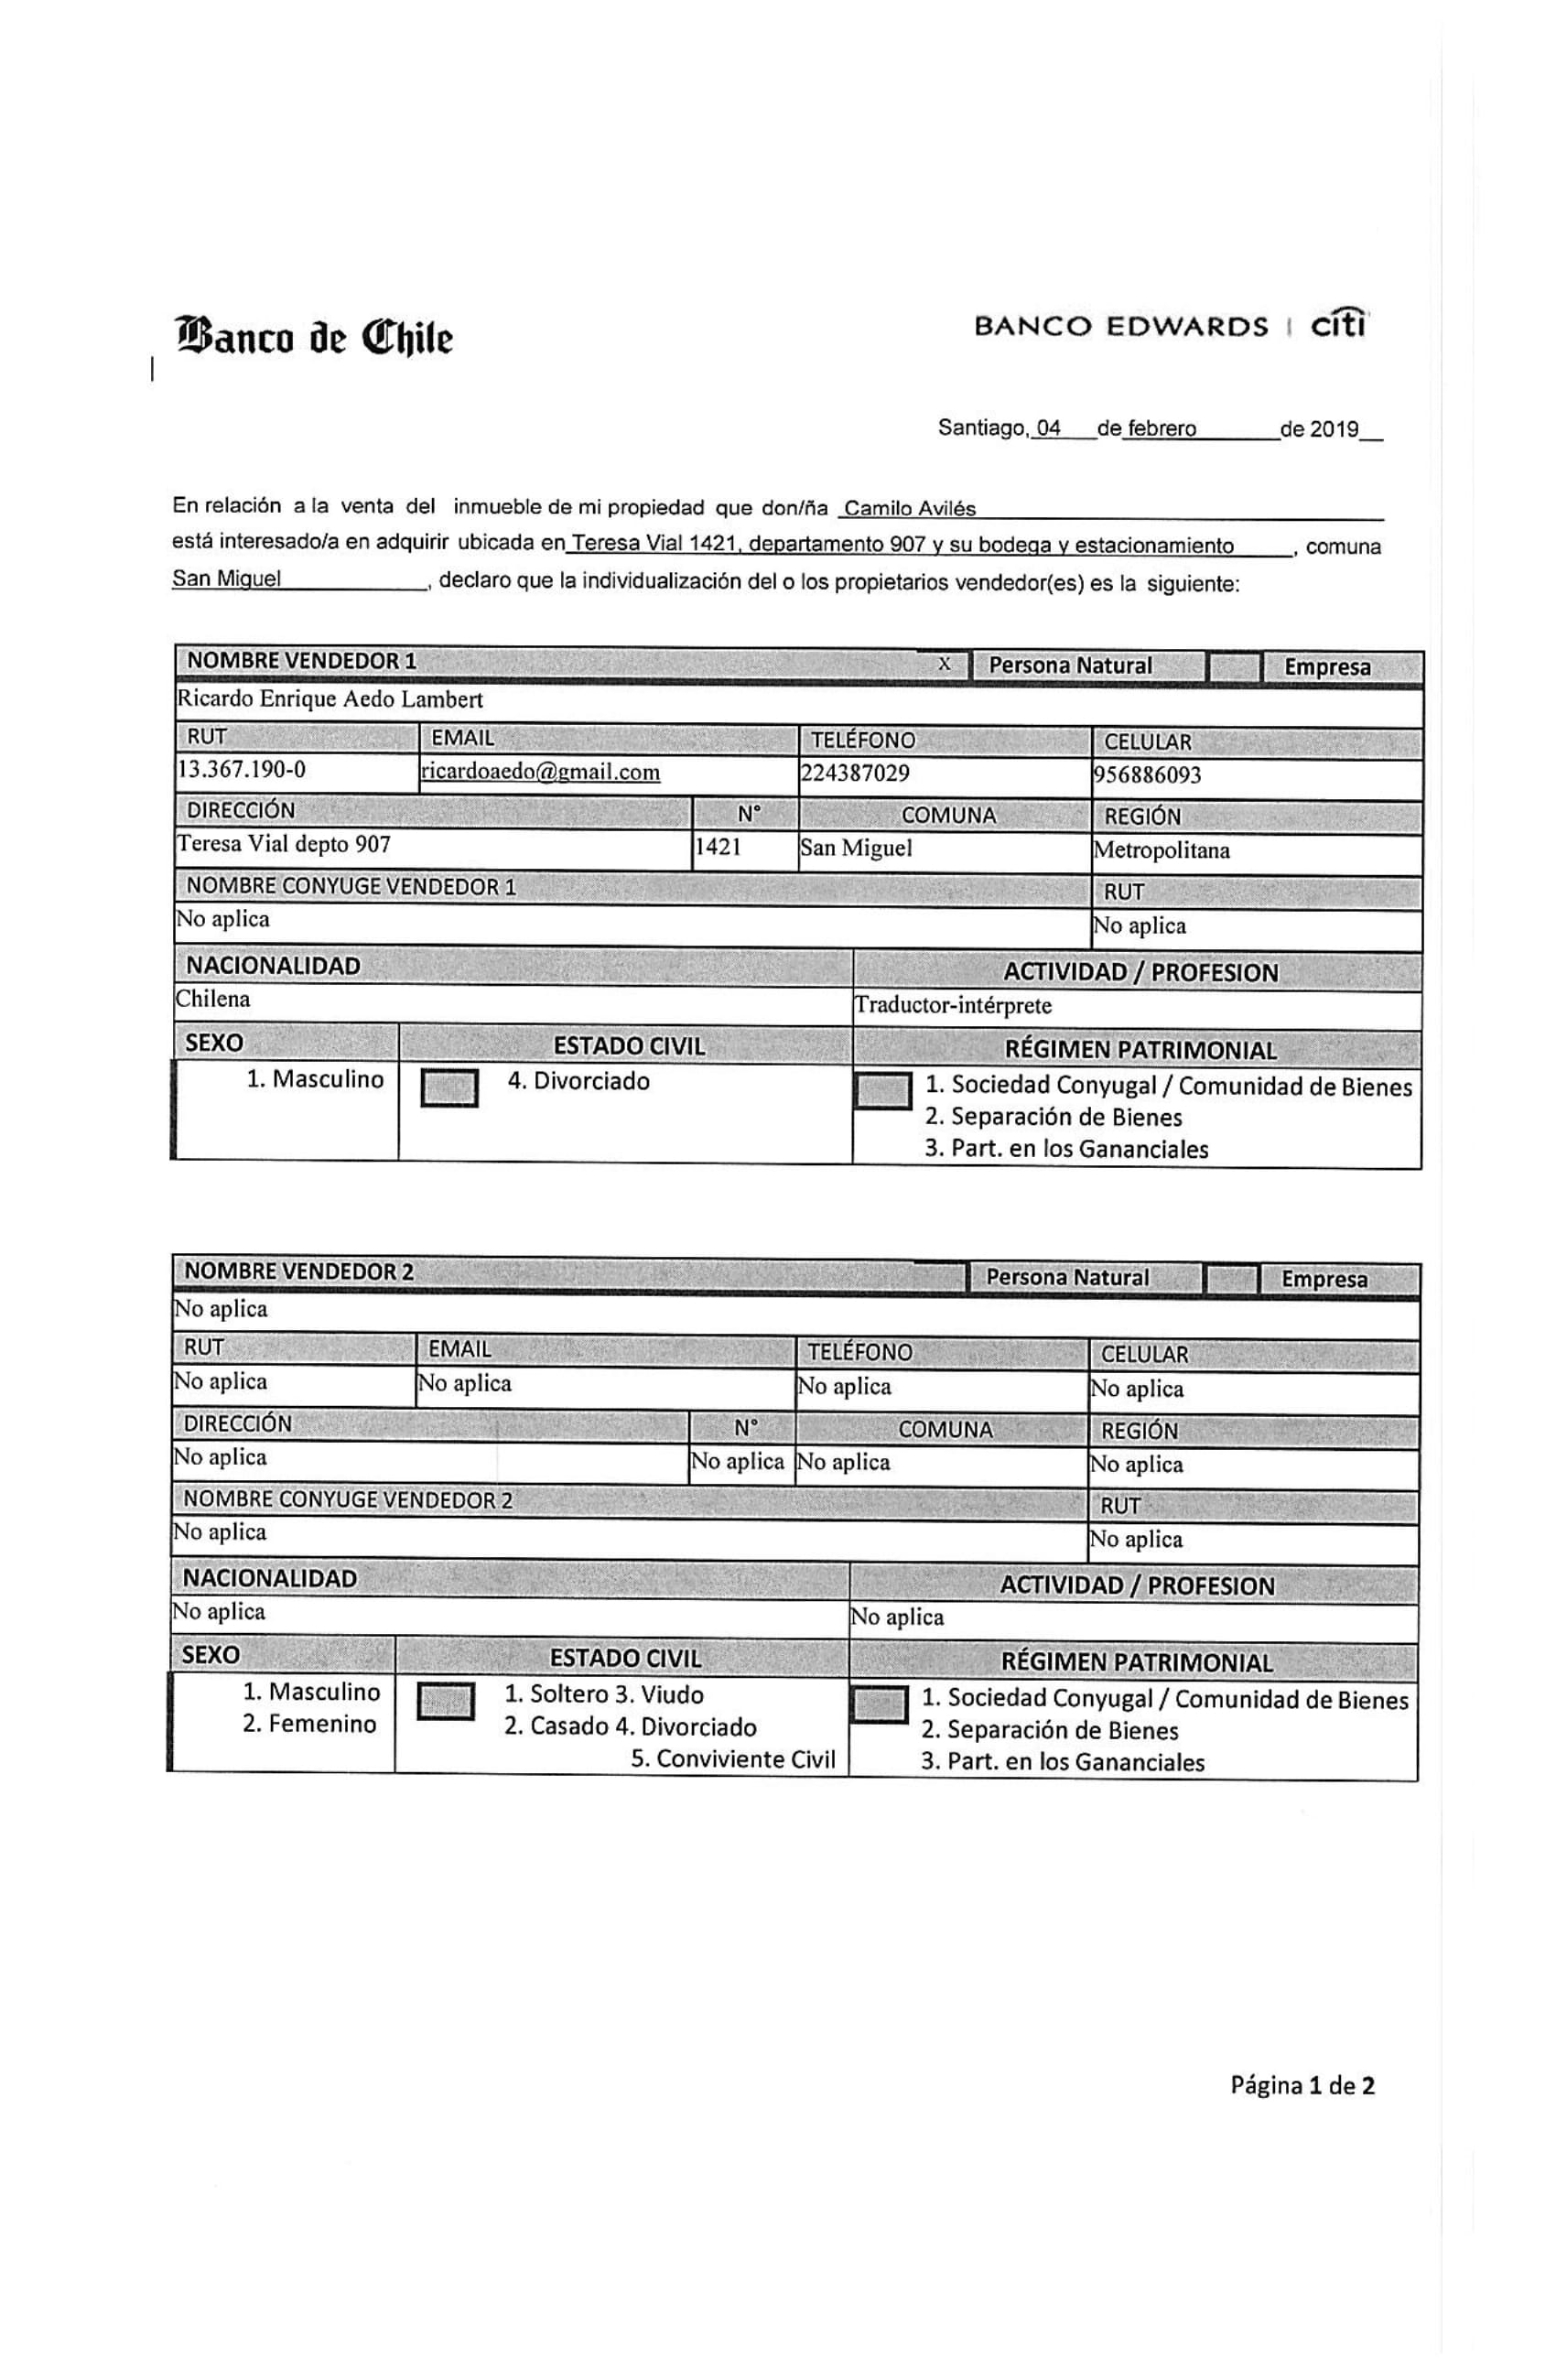 Banco de Chile
BANCO EDWARDS | citi
Santiago, 04 de febrero de 2019
En relación a la venta del inmueble de mi propiedad que don/ña Camilo Avilés
está interesado/a en adquirir ubicada en Teresa Vial 1421, departamento 907 y su bodega y estacionamiento, comuna
San Miguel, declaro que la individualización del o los propietarios vendedor(es) es la siguiente:
NOMBRE VENDEDOR 1 X Persona Natural Empresa
Ricardo Enrique Aedo Lambert
RUT EMAIL TELÉFONO CELULAR
13.367.190-0 ricardoaedo@gmail.com 224387029 956886093
DIRECCIÓN N° COMUNA REGIÓN
Teresa Vial depto 907 1421 San Miguel Metropolitana
NOMBRE CONYUGE VENDEDOR 1 RUT
No aplica No aplica
NACIONALIDAD ACTIVIDAD / PROFESION
Chilena Traductor-intérprete
SEXO ESTADO CIVIL RÉGIMEN PATRIMONIAL
1. Masculino 4. Divorciado 1. Sociedad Conyugal / Comunidad de Bienes
2. Separación de Bienes
3. Part. en los Gananciales
NOMBRE VENDEDOR 2 Persona Natural Empresa
No aplica
RUT EMAIL TELÉFONO CELULAR
No aplica No aplica No aplica No aplica
DIRECCIÓN N° COMUNA REGIÓN
No aplica No aplica No aplica No aplica
NOMBRE CONYUGE VENDEDOR 2 RUT
No aplica No aplica
NACIONALIDAD ACTIVIDAD / PROFESION
No aplica No aplica
SEXO ESTADO CIVIL RÉGIMEN PATRIMONIAL
1. Masculino 1. Soltero 3. Viudo 1. Sociedad Conyugal / Comunidad de Bienes
2. Femenino 2. Casado 4. Divorciado 2. Separación de Bienes
5. Conviviente Civil 3. Part. en los Gananciales
Página 1 de 2